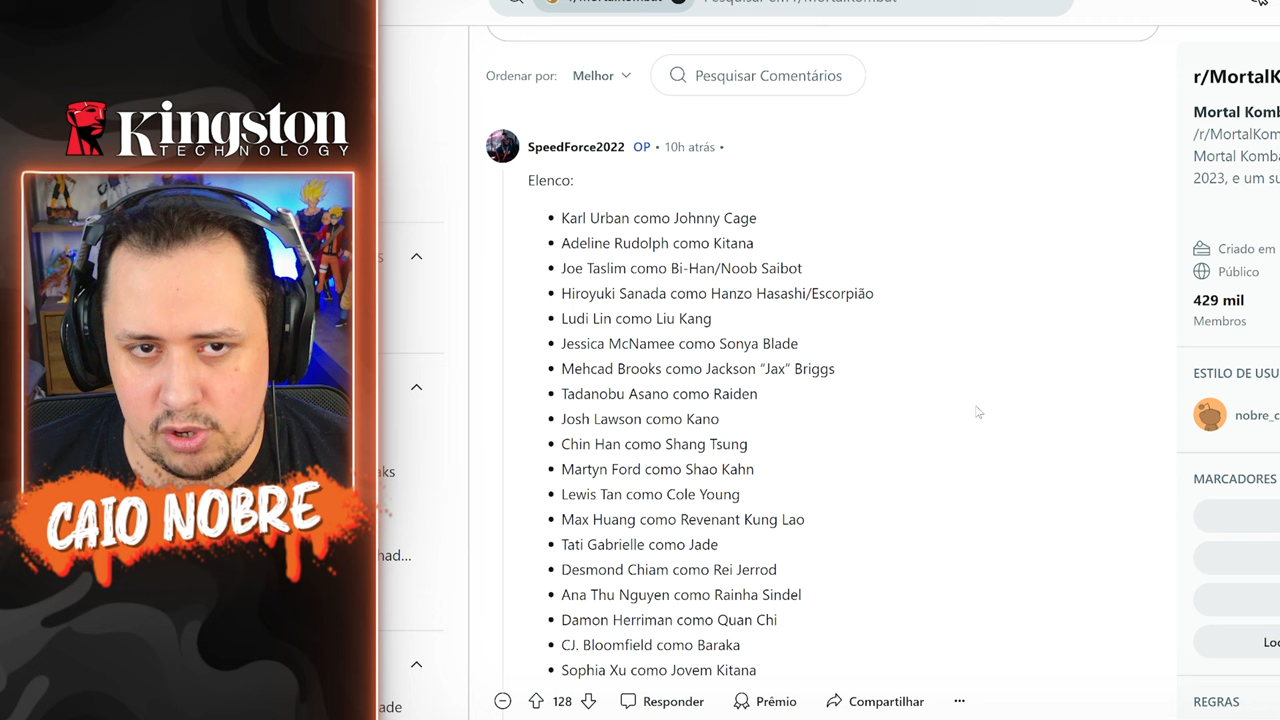 Kingston
TECHNOLOGY
CAIO NOBRE
Ordenar por:
Melhor
Pesquisar Comentários
SpeedForce2022 OP • 10h atrás •
Elenco:
• Karl Urban como Johnny Cage
• Adeline Rudolph como Kitana
• Joe Taslim como Bi-Han/Noob Saibot
• Hiroyuki Sanada como Hanzo Hasashi/Escorpião
• Ludi Lin como Liu Kang
• Jessica McNamee como Sonya Blade
• Mehcad Brooks como Jackson “Jax” Briggs
• Tadanobu Asano como Raiden
• Josh Lawson como Kano
• Chin Han como Shang Tsung
• Martyn Ford como Shao Kahn
• Lewis Tan como Cole Young
• Max Huang como Revenant Kung Lao
• Tati Gabrielle como Jade
• Desmond Chiam como Rei Jerrod
• Ana Thu Nguyen como Rainha Sindel
• Damon Herriman como Quan Chi
• CJ. Bloomfield como Baraka
• Sophia Xu como Jovem Kitana
128
Responder
Prêmio
Compartilhar
r/MortalK
Mortal Komb
/r/MortalKom
Mortal Komba
2023, e um su
Criado em
Público
429 mil
Membros
ESTILO DE USU
nobre_c
MARCADORES
Loc
REGRAS